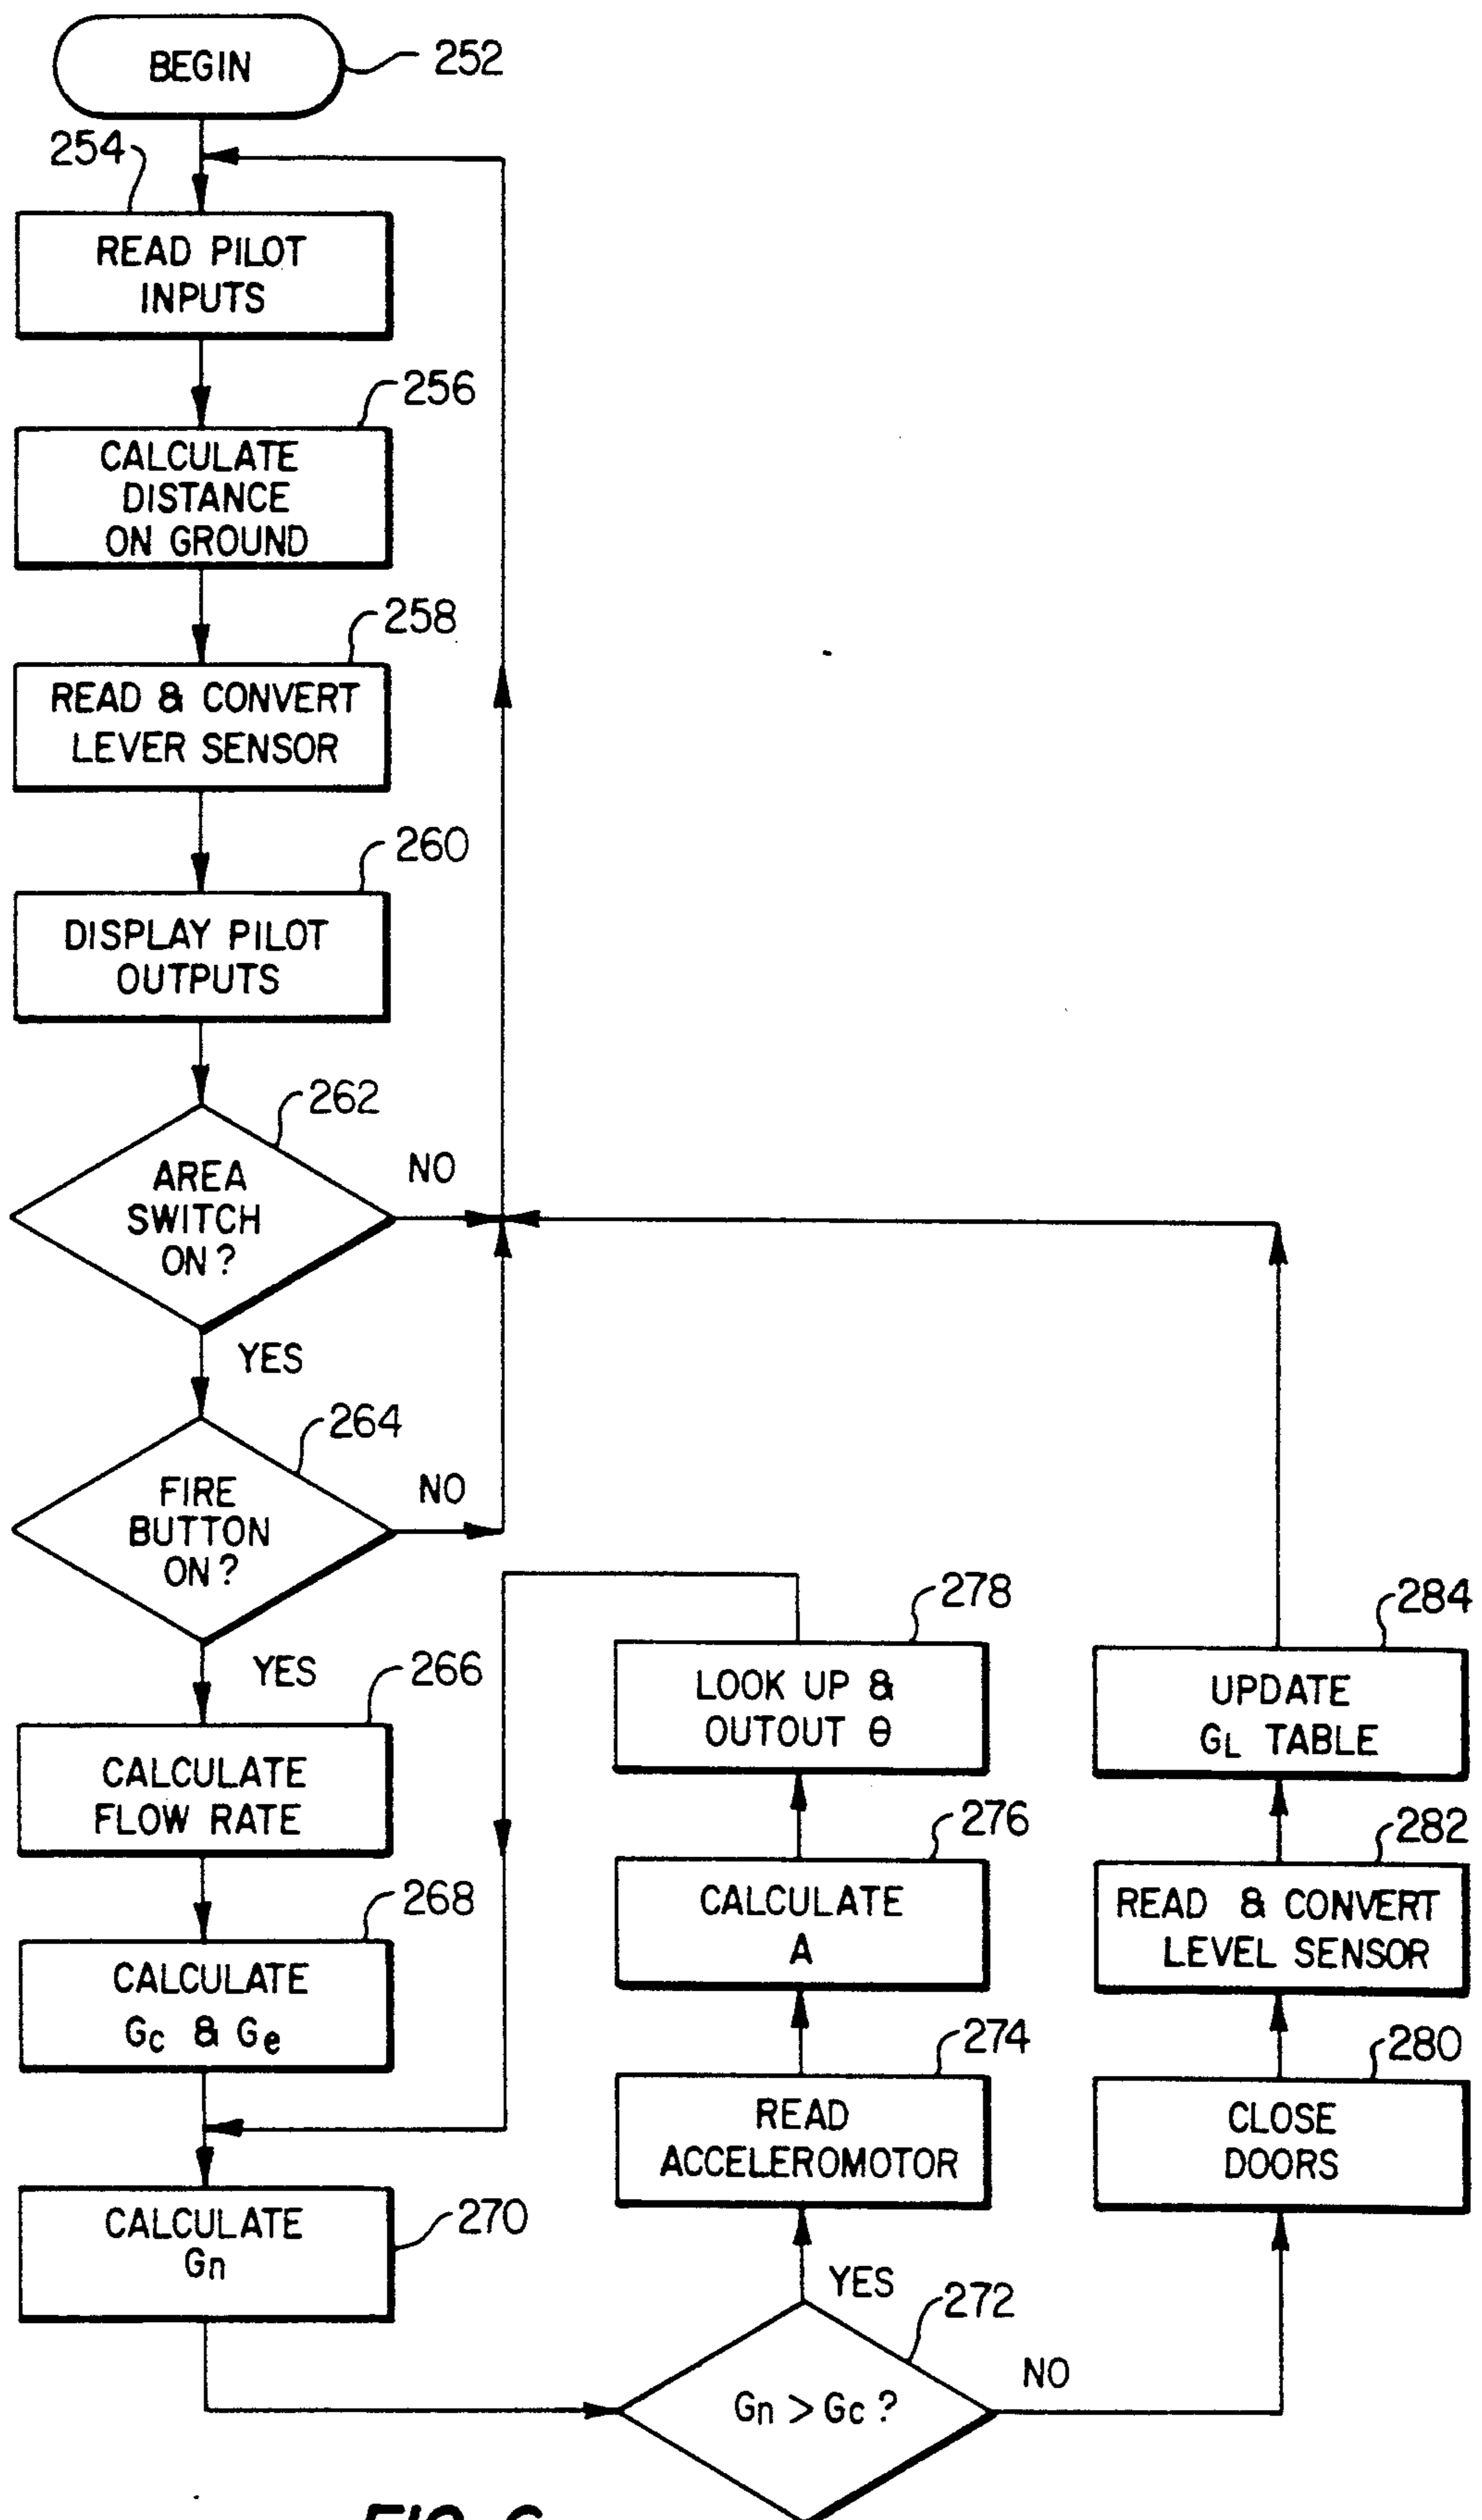 BEGIN
252
254
READ PILOT
INPUTS
256
CALCULATE
DISTANCE
ON GROUND
258
READ & CONVERT
LEVER SENSOR
260
DISPLAY PILOT
OUTPUTS
262
AREA
SWITCH
ON?
NO
YES
264
FIRE
BUTTON
ON?
NO
YES
266
CALCULATE
FLOW RATE
268
CALCULATE
Gc & Ge
270
CALCULATE
Gn
272
Gn > Gc ?
YES
NO
274
READ
ACCELEROMOTOR
276
CALCULATE
A
278
LOOK UP &
OUTOUT θ
280
CLOSE
DOORS
282
READ & CONVERT
LEVEL SENSOR
284
UPDATE
GL TABLE